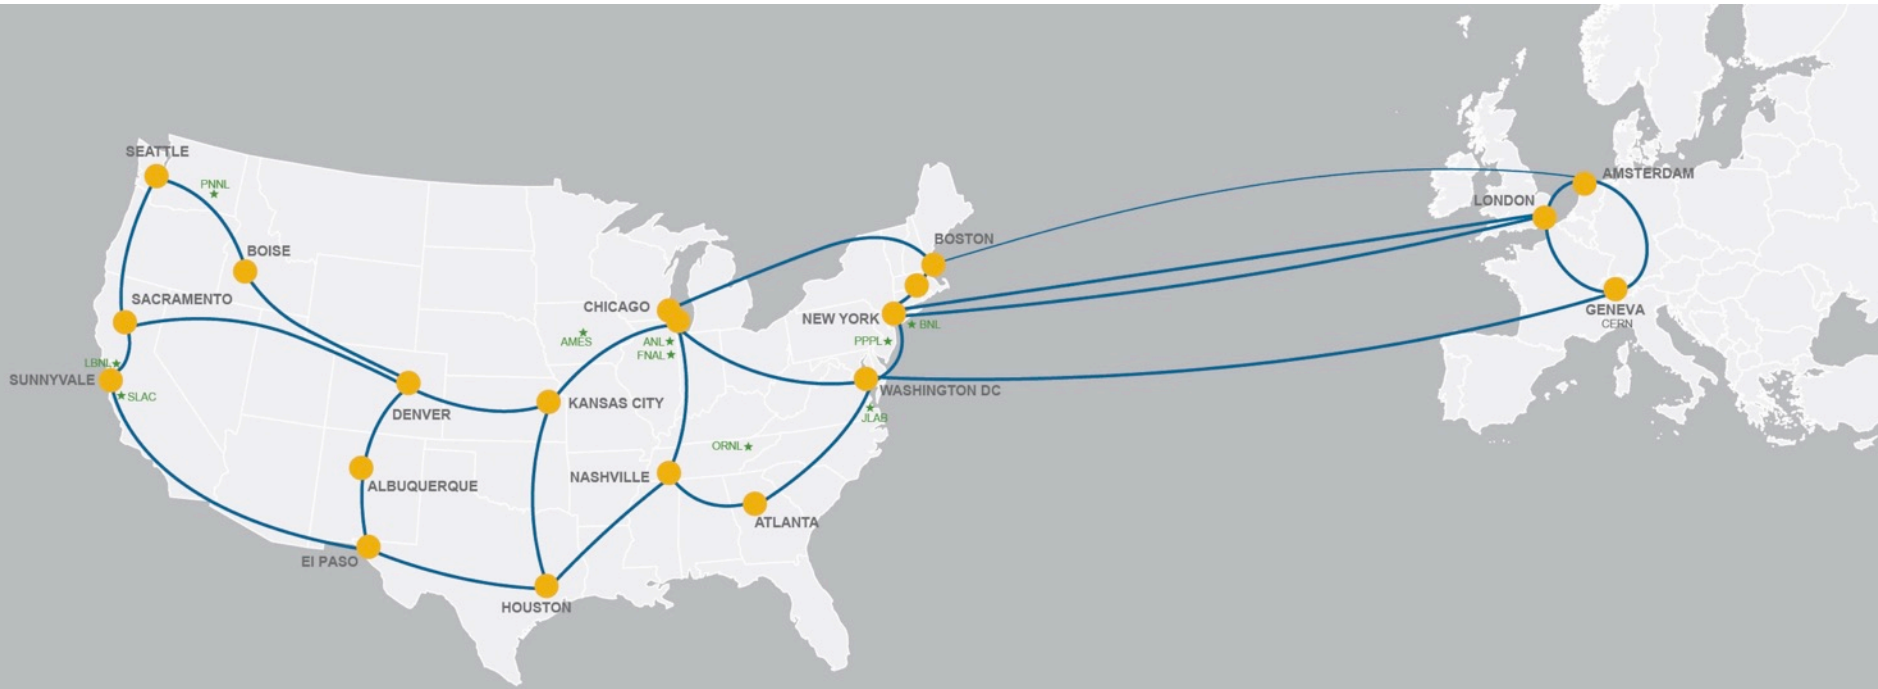 SEATTLE
PNNL
BOISE
SACRAMENTO
LBNL
SUNNYVALE
SLAC
DENVER
ALBUQUERQUE
El PASO
HOUSTON
KANSAS CITY
AMES
CHICAGO
ANL
FNAL
NASHVILLE
ORNL
ATLANTA
BOSTON
NEW YORK
BNL
PPPL
WASHINGTON DC
JLAB
AMSTERDAM
LONDON
GENEVA
CERN